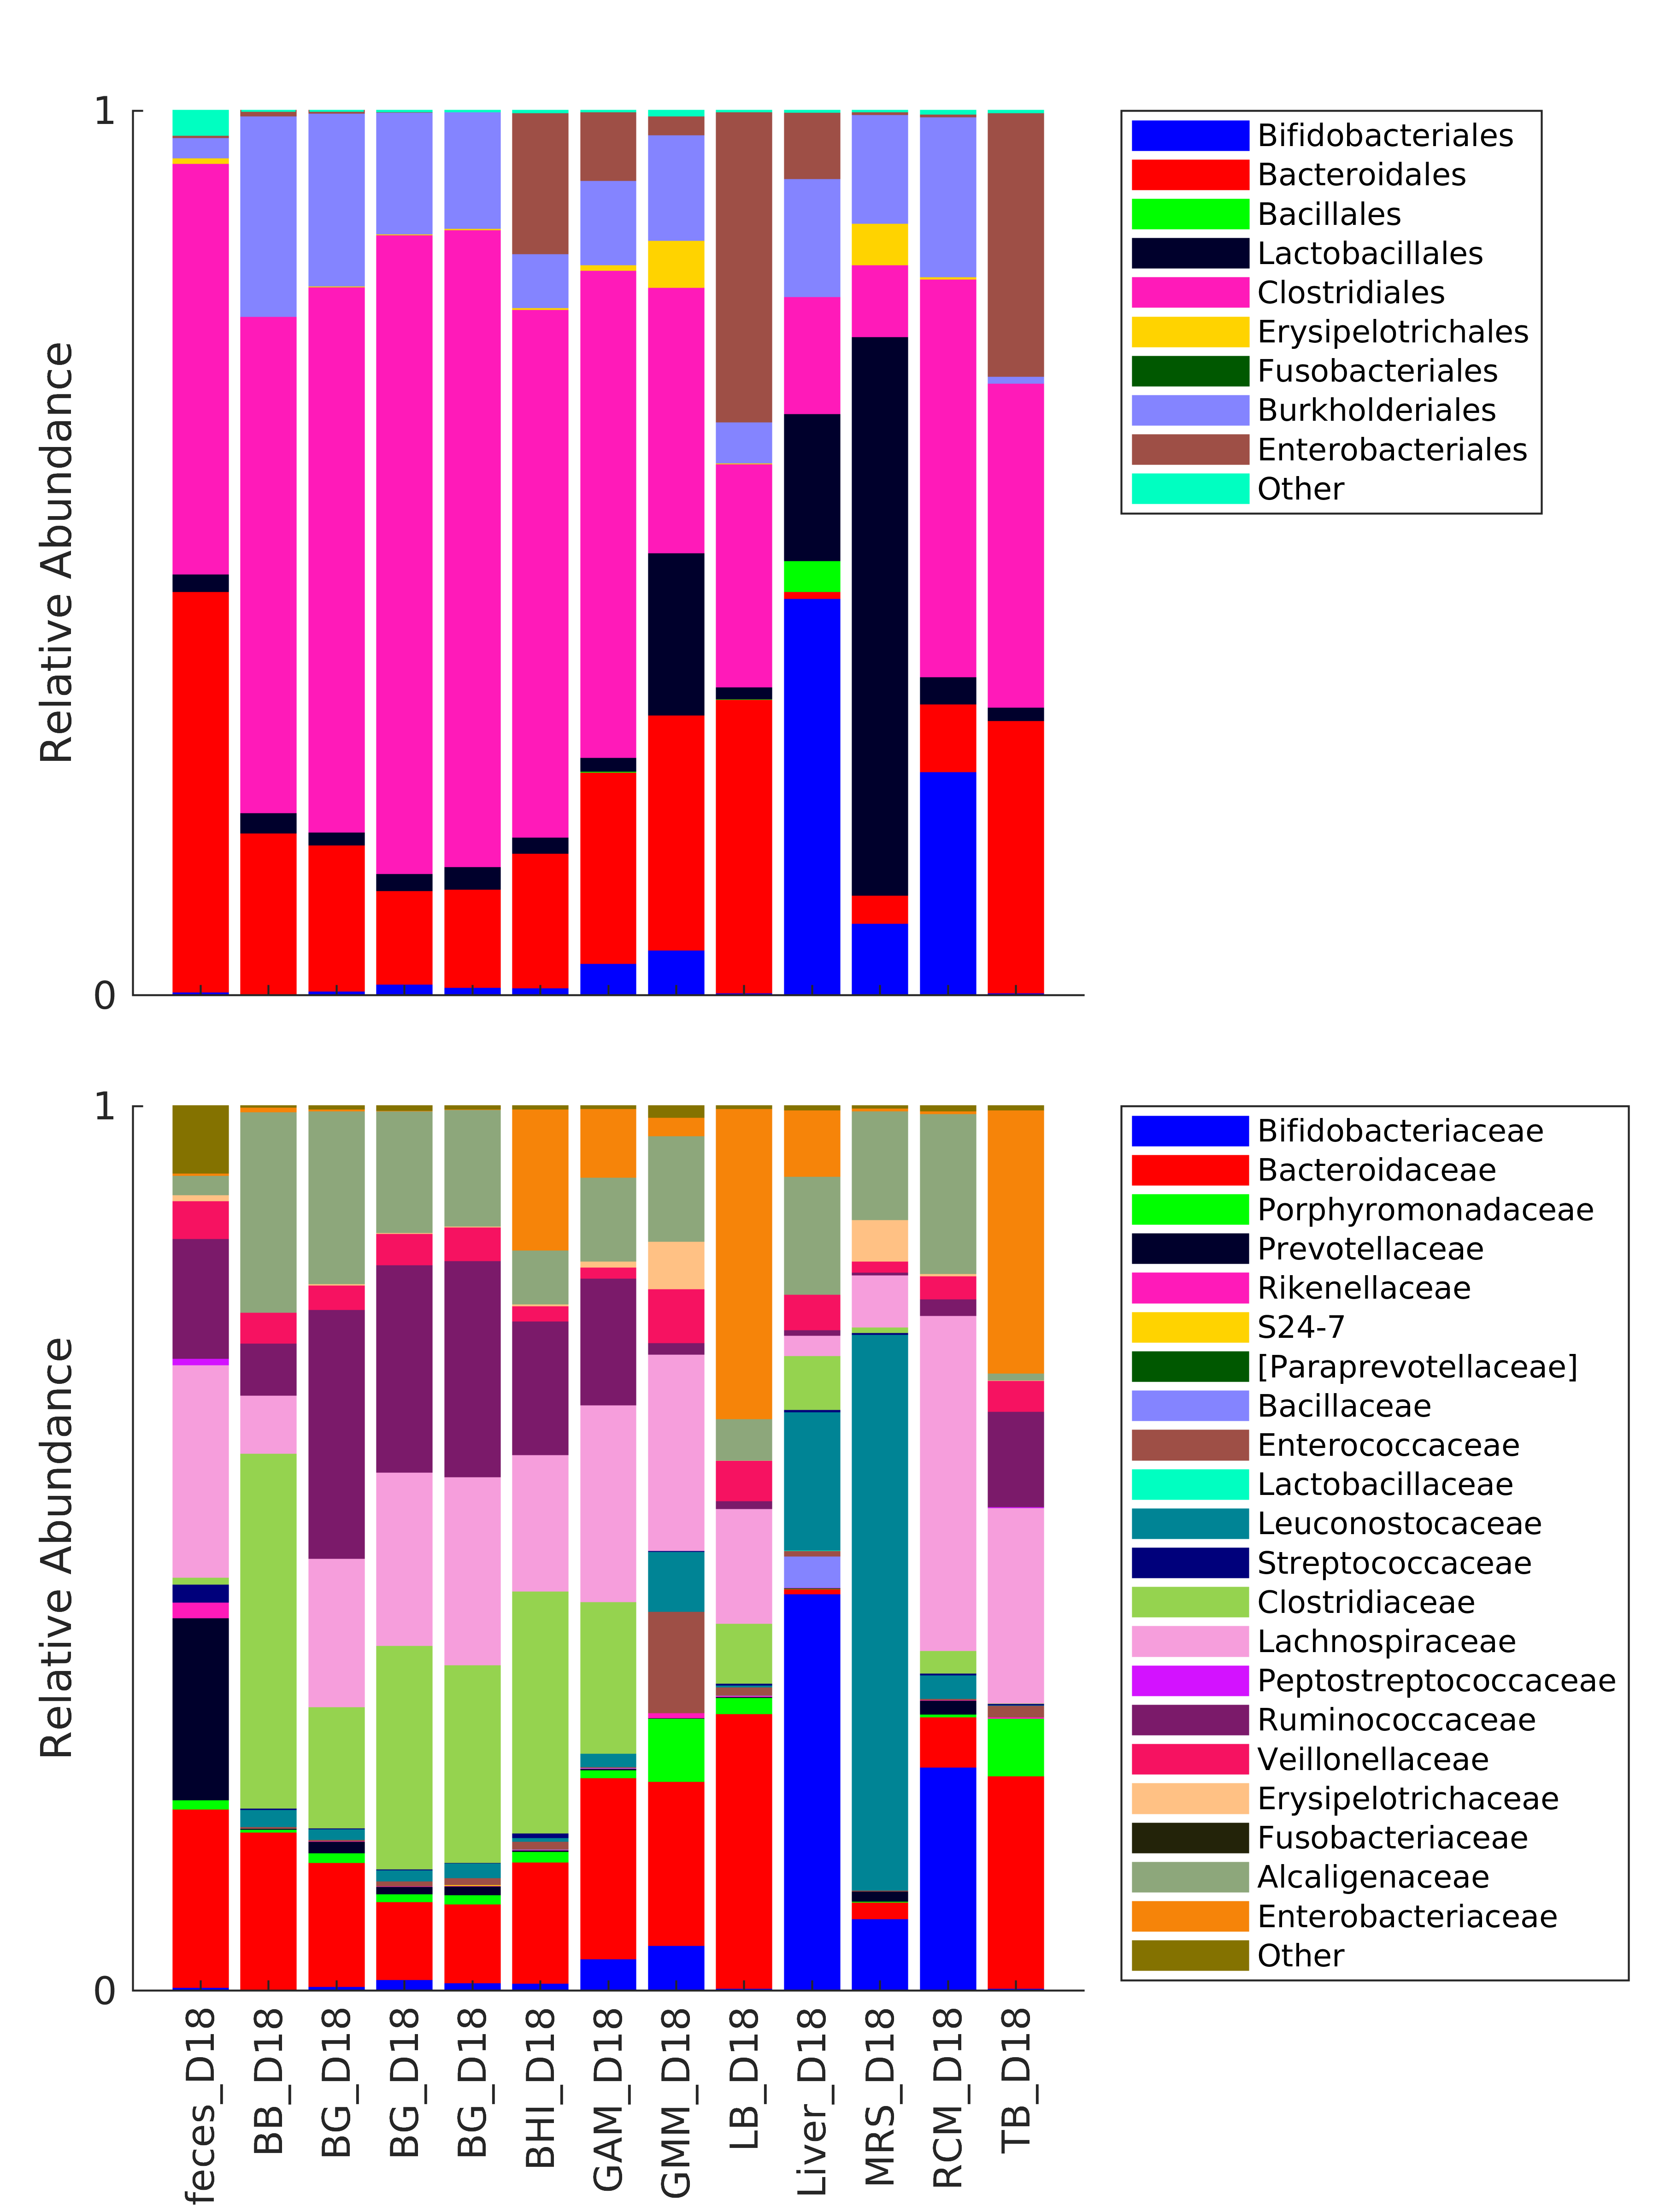 1
0
Relative Abundance
Bifidobacteriales
Bacteroidales
Bacillales
Lactobacillales
Clostridiales
Erysipelotrichales
Fusobacteriales
Burkholderiales
Enterobacteriales
Other
1
0
Relative Abundance
Bifidobacteriaceae
Bacteroidaceae
Porphyromonadaceae
Prevotellaceae
Rikenellaceae
S24-7
[Paraprevotellaceae]
Bacillaceae
Enterococcaceae
Lactobacillaceae
Leuconostocaceae
Streptococcaceae
Clostridiaceae
Lachnospiraceae
Peptostreptococcaceae
Ruminococcaceae
Veillonellaceae
Erysipelotrichaceae
Fusobacteriaceae
Alcaligenaceae
Enterobacteriaceae
Other
feces_D18
BB_D18
BG_D18
BG_D18
BG_D18
BHI_D18
GAM_D18
GMM_D18
LB_D18
Liver_D18
MRS_D18
RCM_D18
TB_D18